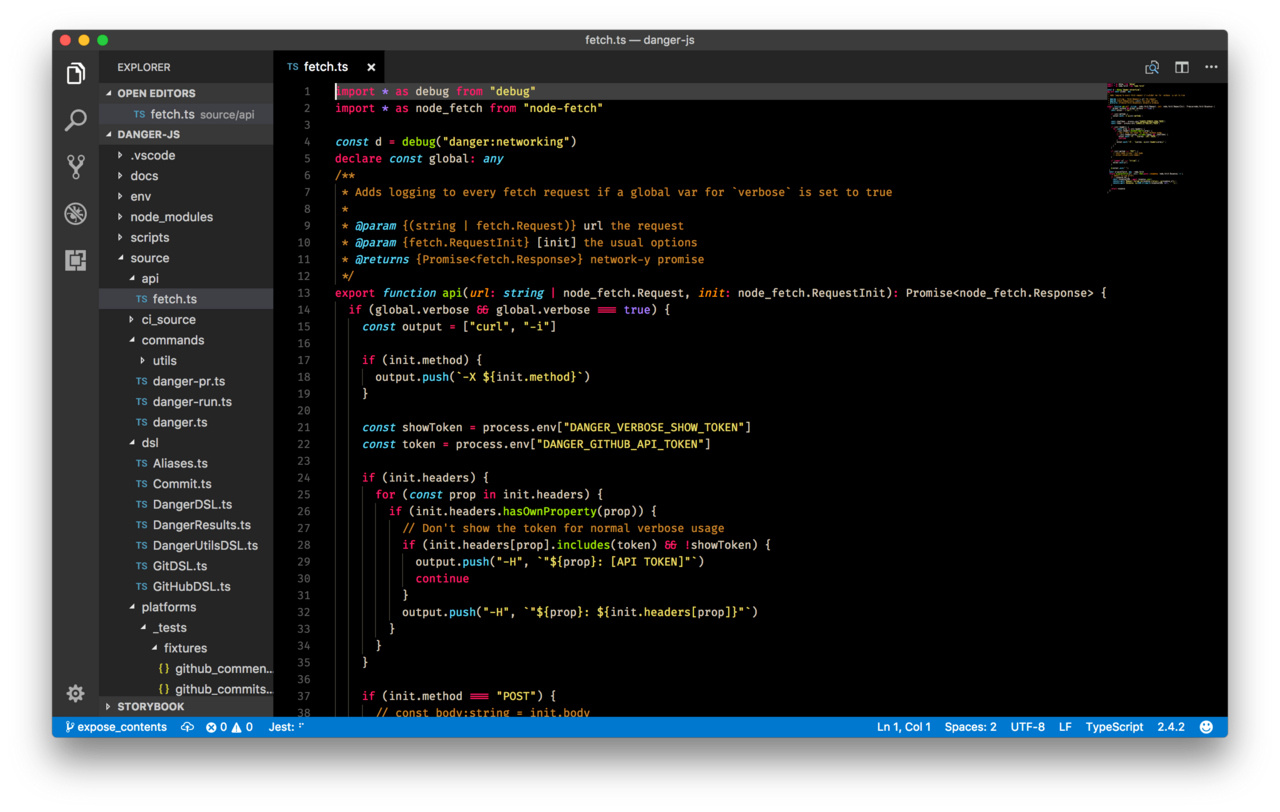 fetch.ts — danger-js
EXPLORER
OPEN EDITORS
TS fetch.ts source/api
DANGER-JS
.vscode
docs
env
node_modules
scripts
source
api
TS fetch.ts
ci_source
commands
utils
TS danger-pr.ts
TS danger-run.ts
TS danger.ts
dsl
TS Aliases.ts
TS Commit.ts
TS DangerDSL.ts
TS DangerResults.ts
TS DangerUtilsDSL.ts
TS GitDSL.ts
TS GitHubDSL.ts
platforms
_tests
fixtures
{} github_commen...
{} github_commits...
STORYBOOK
TS fetch.ts ×
1 import * as debug from "debug"
2 import * as node_fetch from "node-fetch"
3
4 const d = debug("danger:networking")
5 declare const global: any
6 /**
7 * Adds logging to every fetch request if a global var for `verbose` is set to true
8 *
9 * @param {(string | fetch.Request)} url the request
10 * @param {fetch.RequestInit} [init] the usual options
11 * @returns {Promise<fetch.Response>} network-y promise
12 */
13 export function api(url: string | node_fetch.Request, init: node_fetch.RequestInit): Promise<node_fetch.Response> {
14 if (global.verbose && global.verbose === true) {
15 const output = ["curl", "-i"]
16
17 if (init.method) {
18 output.push(`-X ${init.method}`)
19 }
20
21 const showToken = process.env["DANGER_VERBOSE_SHOW_TOKEN"]
22 const token = process.env["DANGER_GITHUB_API_TOKEN"]
23
24 if (init.headers) {
25 for (const prop in init.headers) {
26 if (init.headers.hasOwnProperty(prop)) {
27 // Don't show the token for normal verbose usage
28 if (init.headers[prop].includes(token) && !showToken) {
29 output.push("-H", `"${prop}: [API TOKEN]"`)
30 continue
31 }
32 output.push("-H", `"${prop}: ${init.headers[prop]}"`)
33 }
34 }
35 }
36
37 if (init.method === "POST") {
38 // const body:string = init.body
expose_contents 0 0 Jest:
Ln 1, Col 1 Spaces: 2 UTF-8 LF TypeScript 2.4.2